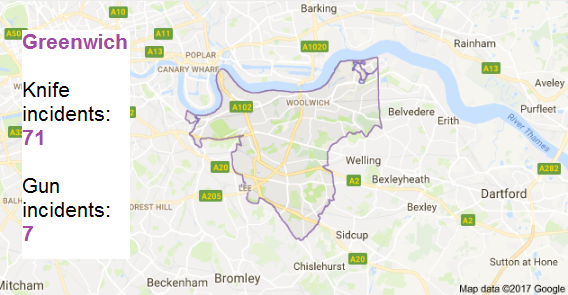 Greenwich
Knife
incidents:
71
Gun
incidents:
7
Barking
A10
A13
A11
A1020
POPLAR
CANARY WHARF
Rainham
A13
Aveley
Purfleet
A102
WOOLWICH
Belvedere
Erith
River Thames
A282
Welling
A20
A2
Bexleyheath
LEE
A205
Dartford
Bexley
A2
Sidcup
A20
Chislehurst
Sutton at Hone
Mitcham
Beckenham
Bromley
Map data ©2017 Google